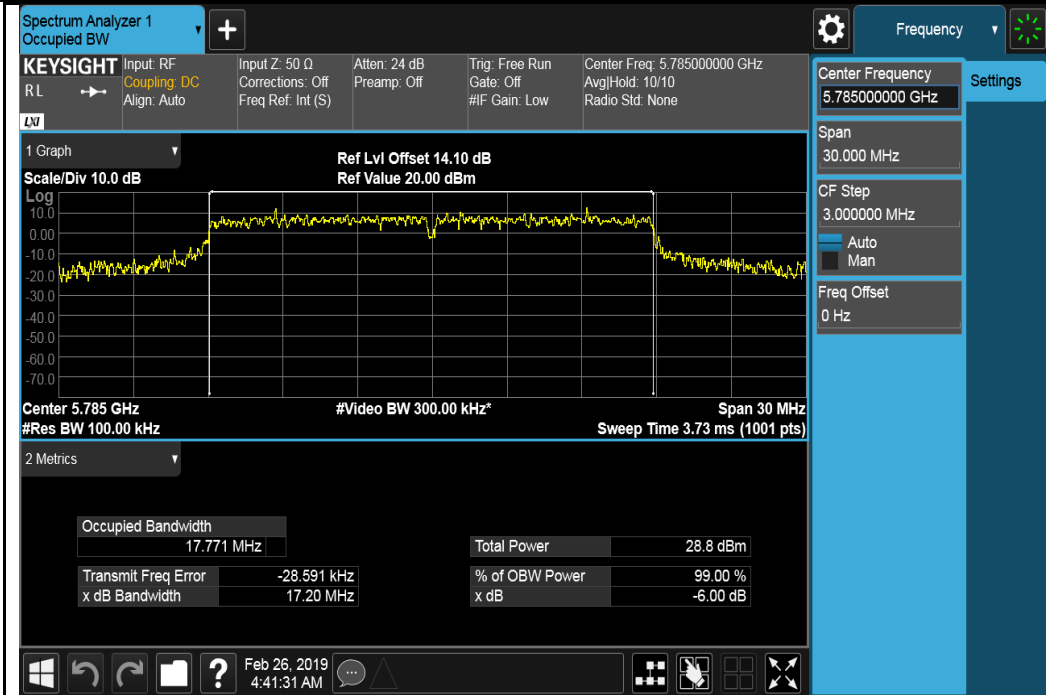 Spectrum Analyzer 1
Occupied BW
+
Frequency
KEYSIGHT
RL
LXI
Input: RF
Coupling: DC
Align: Auto
Input Z: 50 Ω
Corrections: Off
Freq Ref: Int (S)
Atten: 24 dB
Preamp: Off
Trig: Free Run
Gate: Off
#IF Gain: Low
Center Freq: 5.785000000 GHz
Avg|Hold: 10/10
Radio Std: None
Center Frequency
5.785000000 GHz
Settings
Span
30.000 MHz
CF Step
3.000000 MHz
Auto
Man
Freq Offset
0 Hz
1 Graph
Scale/Div 10.0 dB
Ref Lvl Offset 14.10 dB
Ref Value 20.00 dBm
Log
10.0
0.00
-10.0
-20.0
-30.0
-40.0
-50.0
-60.0
-70.0
Center 5.785 GHz
#Video BW 300.00 kHz*
Span 30 MHz
#Res BW 100.00 kHz
Sweep Time 3.73 ms (1001 pts)
2 Metrics
Occupied Bandwidth
17.771 MHz
Total Power 28.8 dBm
Transmit Freq Error -28.591 kHz
% of OBW Power 99.00 %
x dB Bandwidth 17.20 MHz
x dB -6.00 dB
?
Feb 26, 2019
4:41:31 AM